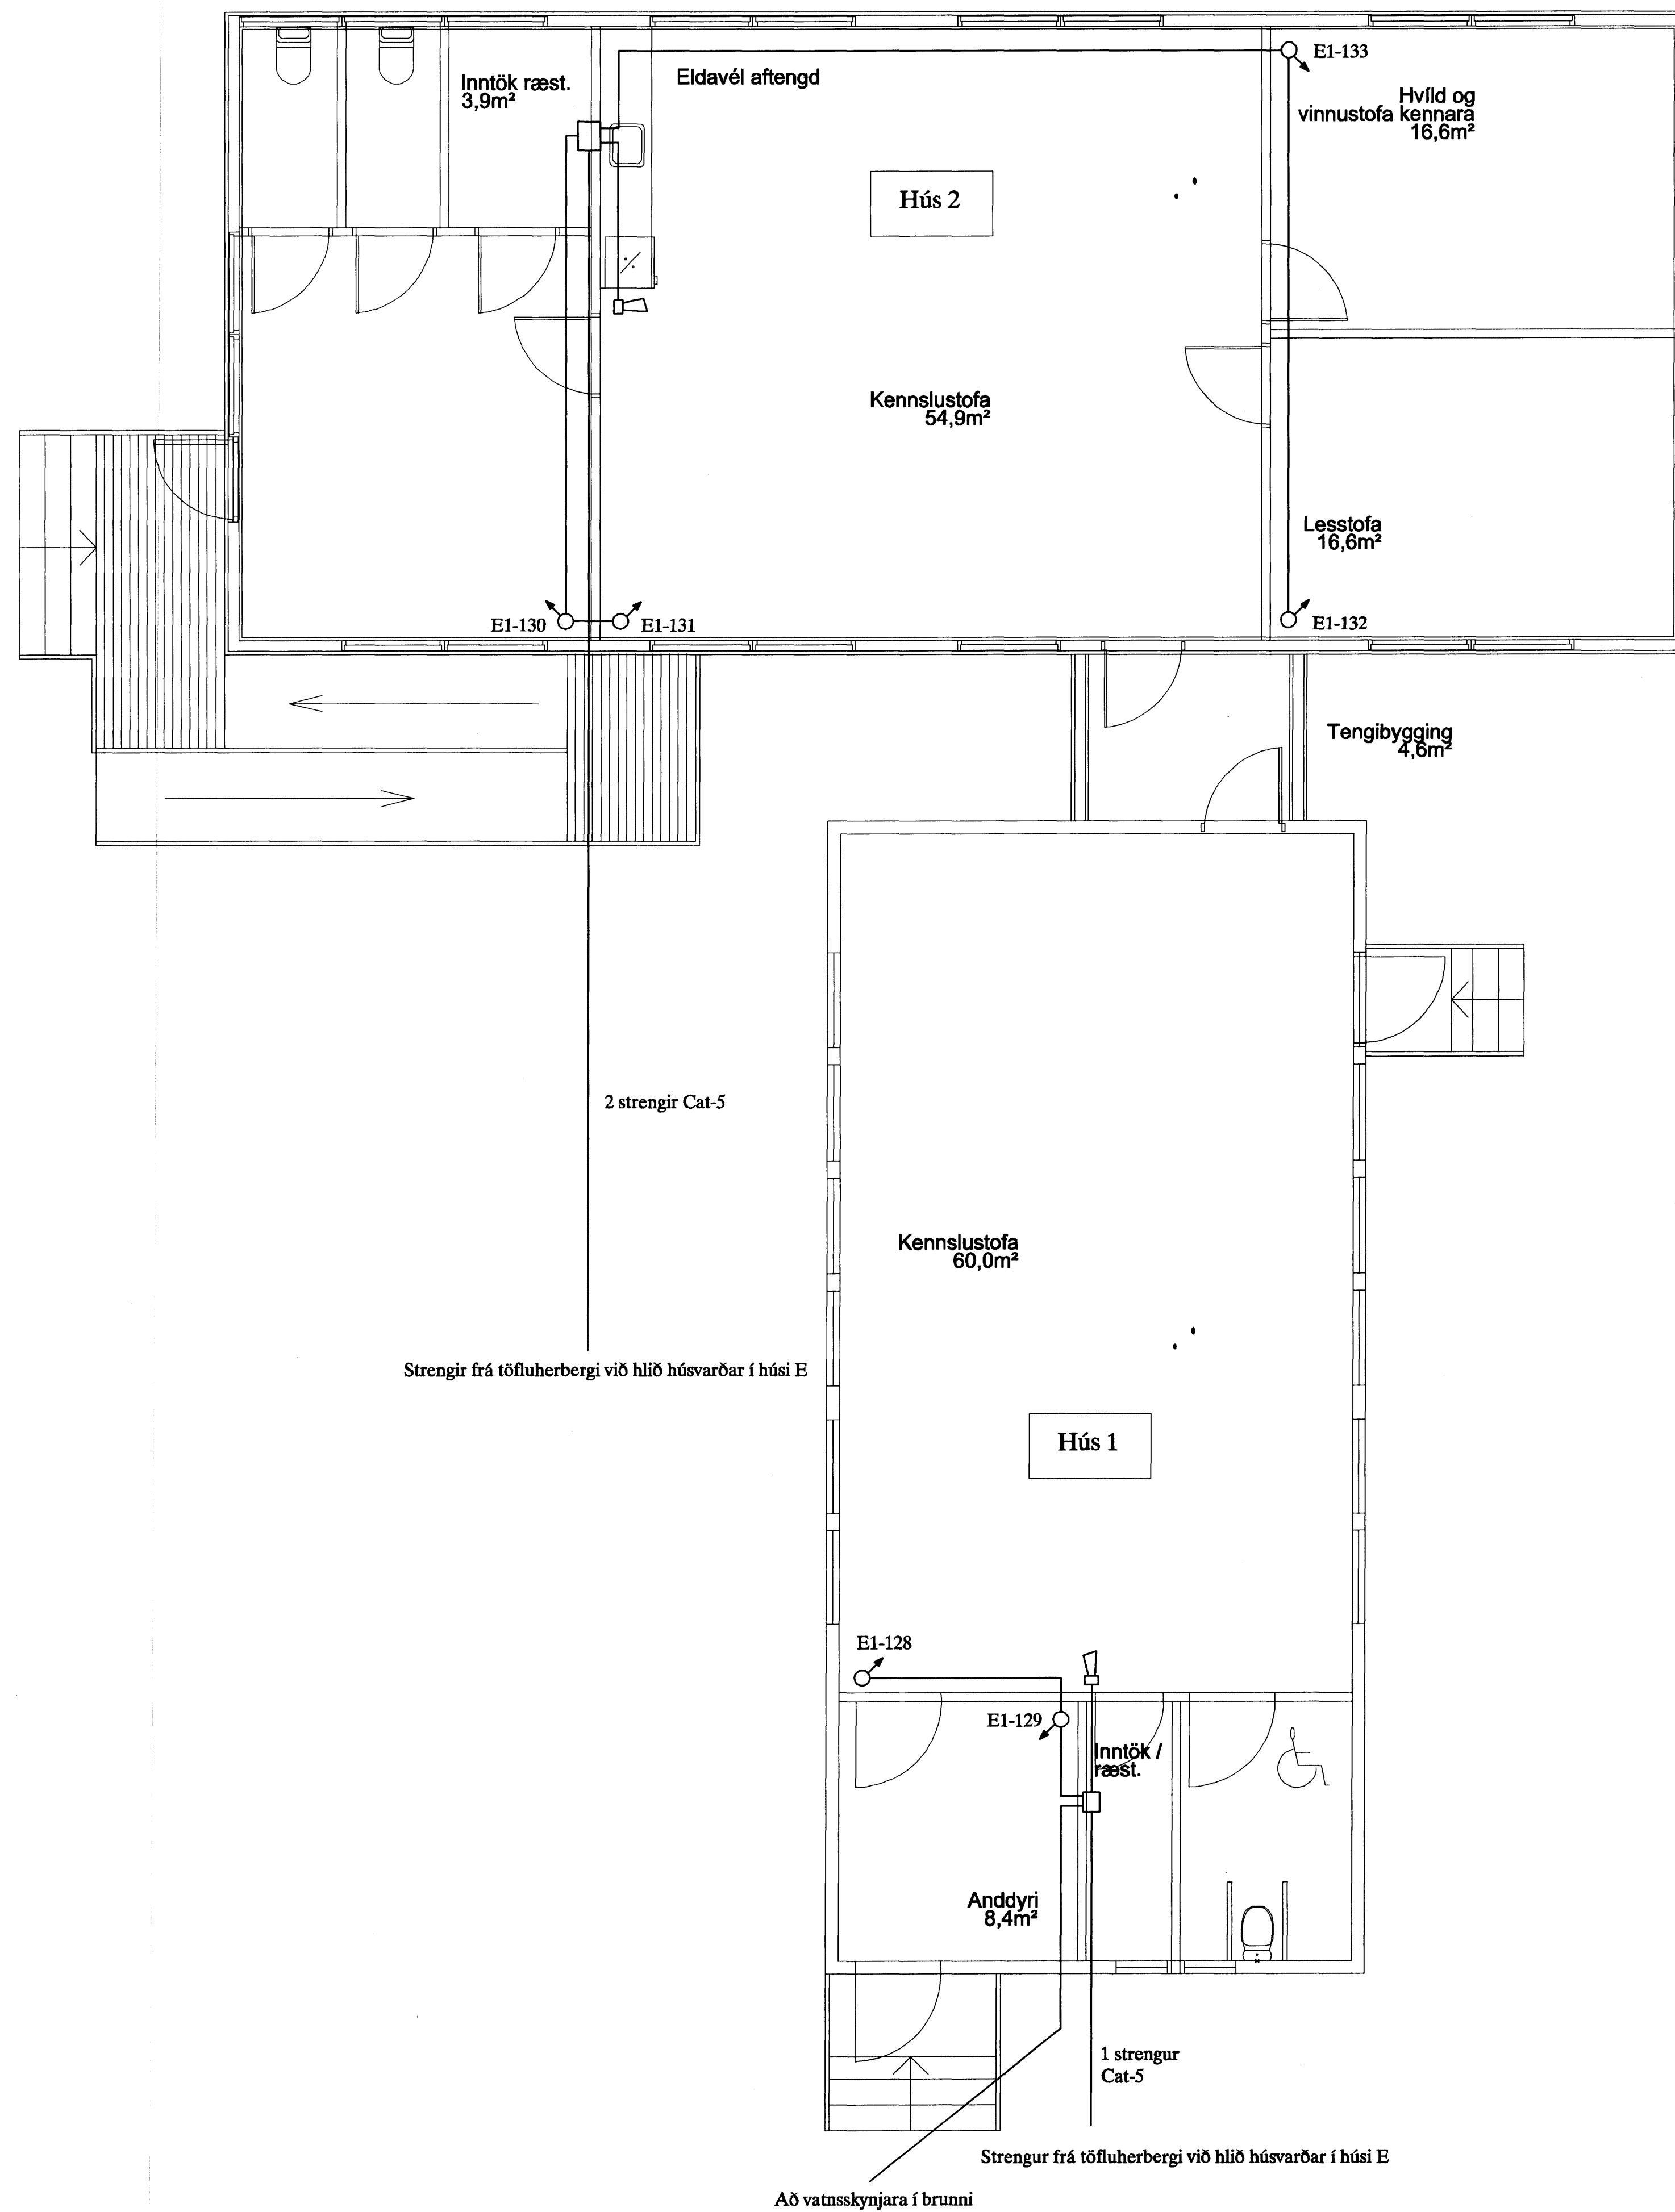 E1-133
Eldavél aftengd
Inntök ræst.
3,9m²
Hvíld og
vinnustofa kennara
16,6m²
Hús 2
Kennslustofa
54,9m²
Lesstofa
16,6m²
E1-130
E1-131
E1-132
Tengibygging
4,6m²
2 strengir Cat-5
Kennslustofa
60,0m²
Strengir frá töfluherbergi við hlið húsvarðar í húsi E
Hús 1
E1-128
E1-129
Inntök /
ræst.
Anddyri
8,4m²
1 strengur
Cat-5
Strengur frá töfluherbergi við hlið húsvarðar í húsi E
Að vatnsskynjara í brunni